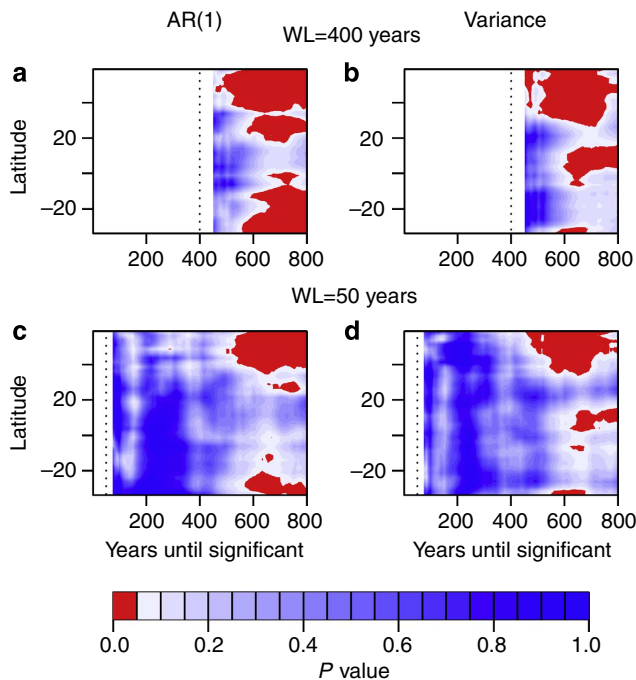 AR(1) Variance
WL=400 years
a b
Latitude
20 20
−20 −20
200 400 600 800 200 400 600 800
WL=50 years
c d
Latitude
20 20
−20 −20
200 400 600 800 200 400 600 800
Years until significant Years until significant
0.0 0.2 0.4 0.6 0.8 1.0
P value